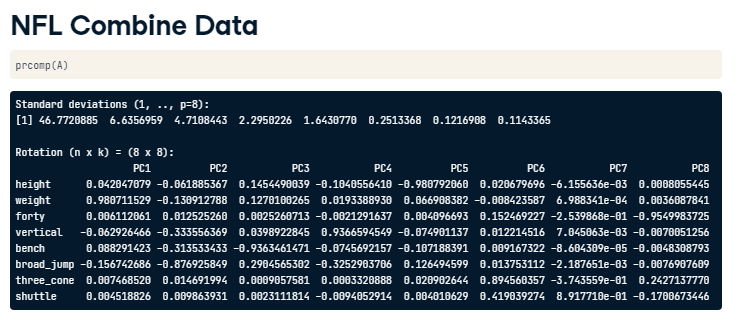 NFL Combine Data
prcomp(A)
Standard deviations (1, .., p=8):
[1] 46.7720885 6.6356959 4.7108443 2.2950226 1.6430770 0.2513368 0.1216908 0.1143365
Rotation (n x k) = (8 x 8):
PC1 PC2 PC3 PC4 PC5 PC6 PC7 PC8
height 0.042047079 -0.061885367 0.1454490039 -0.1040556410 -0.980792060 0.020679696 -6.155636e-03 0.0008055445
weight 0.980711529 -0.130912788 0.1270100265 0.0193388930 0.066908382 -0.008423587 6.988341e-04 0.0036087841
forty 0.006112061 0.012525260 0.0025260713 -0.0021291637 0.004096693 0.152469227 -2.539868e-01 -0.9549983725
vertical -0.062926466 -0.333556369 0.0398922845 0.9366594549 -0.074901137 0.012214516 7.045063e-03 -0.0070051256
bench 0.088291423 -0.313533433 -0.9363461471 -0.0745692157 -0.107188391 0.009167322 -8.604309e-05 -0.0048308793
broad_jump -0.156742686 -0.876925849 0.2904565302 -0.3252903706 0.126494599 0.013753112 -2.187651e-03 -0.0076907609
three_cone 0.007468520 0.014691994 0.0009057581 0.0003320888 0.020902644 0.894560357 -3.743559e-01 0.2427137770
shuttle 0.004518826 0.009863931 0.0023111814 -0.0094052914 0.004010629 0.419039274 8.917710e-01 -0.1700673446